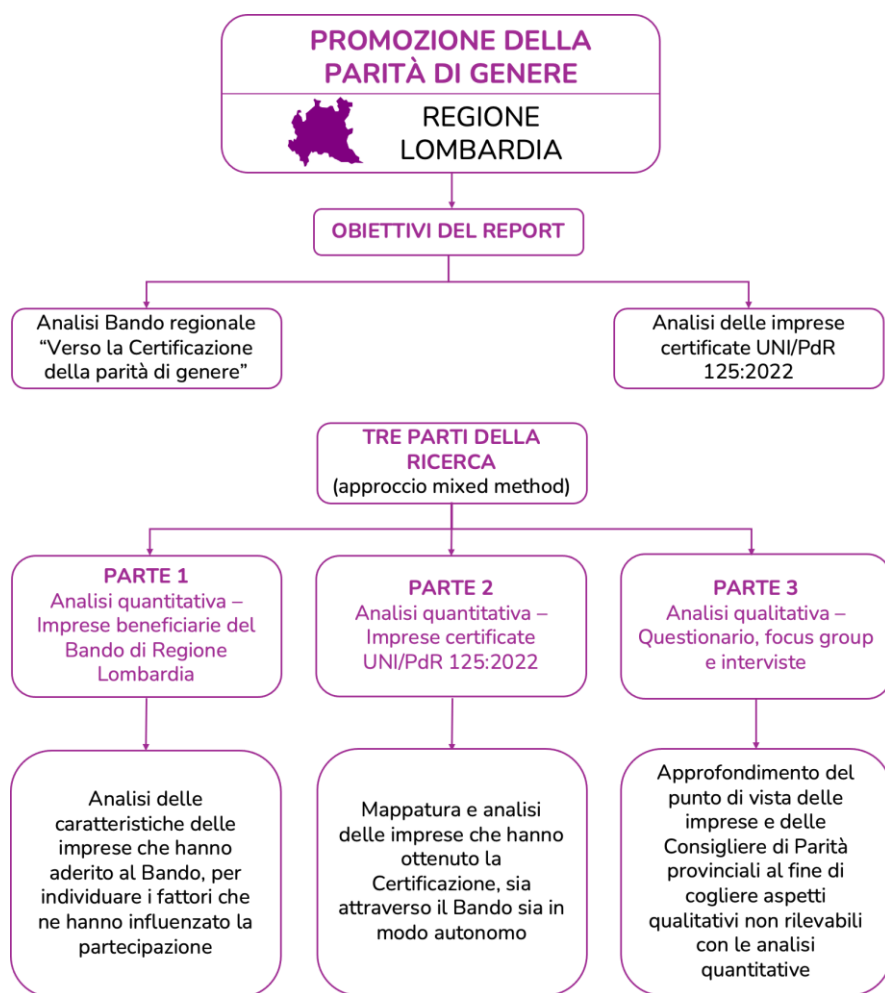 PROMOZIONE DELLA
PARITÀ DI GENERE
REGIONE
LOMBARDIA
OBIETTIVI DEL REPORT
Analisi Bando regionale
“Verso la Certificazione
della parità di genere”
Analisi delle imprese
certificate UNI/PdR
125:2022
TRE PARTI DELLA
RICERCA
(approccio mixed method)
PARTE 1
Analisi quantitativa –
Imprese beneficiarie del
Bando di Regione
Lombardia
PARTE 2
Analisi quantitativa –
Imprese certificate
UNI/PdR 125:2022
PARTE 3
Analisi qualitativa –
Questionario, focus group
e interviste
Analisi delle
caratteristiche delle
imprese che hanno
aderito al Bando, per
individuare i fattori che
ne hanno influenzato la
partecipazione
Mappatura e analisi
delle imprese che hanno
ottenuto la
Certificazione, sia
attraverso il Bando sia in
modo autonomo
Approfondimento del
punto di vista delle
imprese e delle
Consigliere di Parità
provinciali al fine di
cogliere aspetti
qualitativi non rilevabili
con le analisi
quantitative